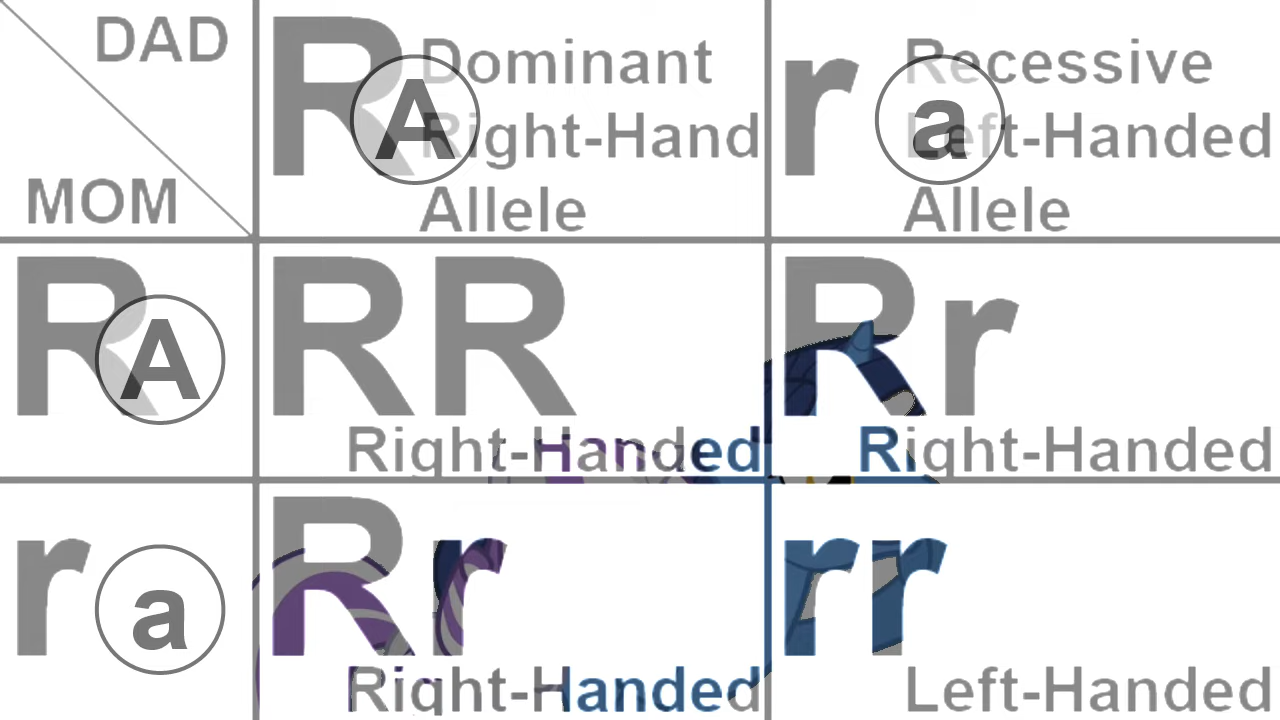 DAD
MOM
R A Dominant
Right-Hand
Allele
r a Recessive
Left-Handed
Allele
R A
RR
Right-Handed
Rr
Right-Handed
r a
Rr
Right-Handed
rr
Left-Handed